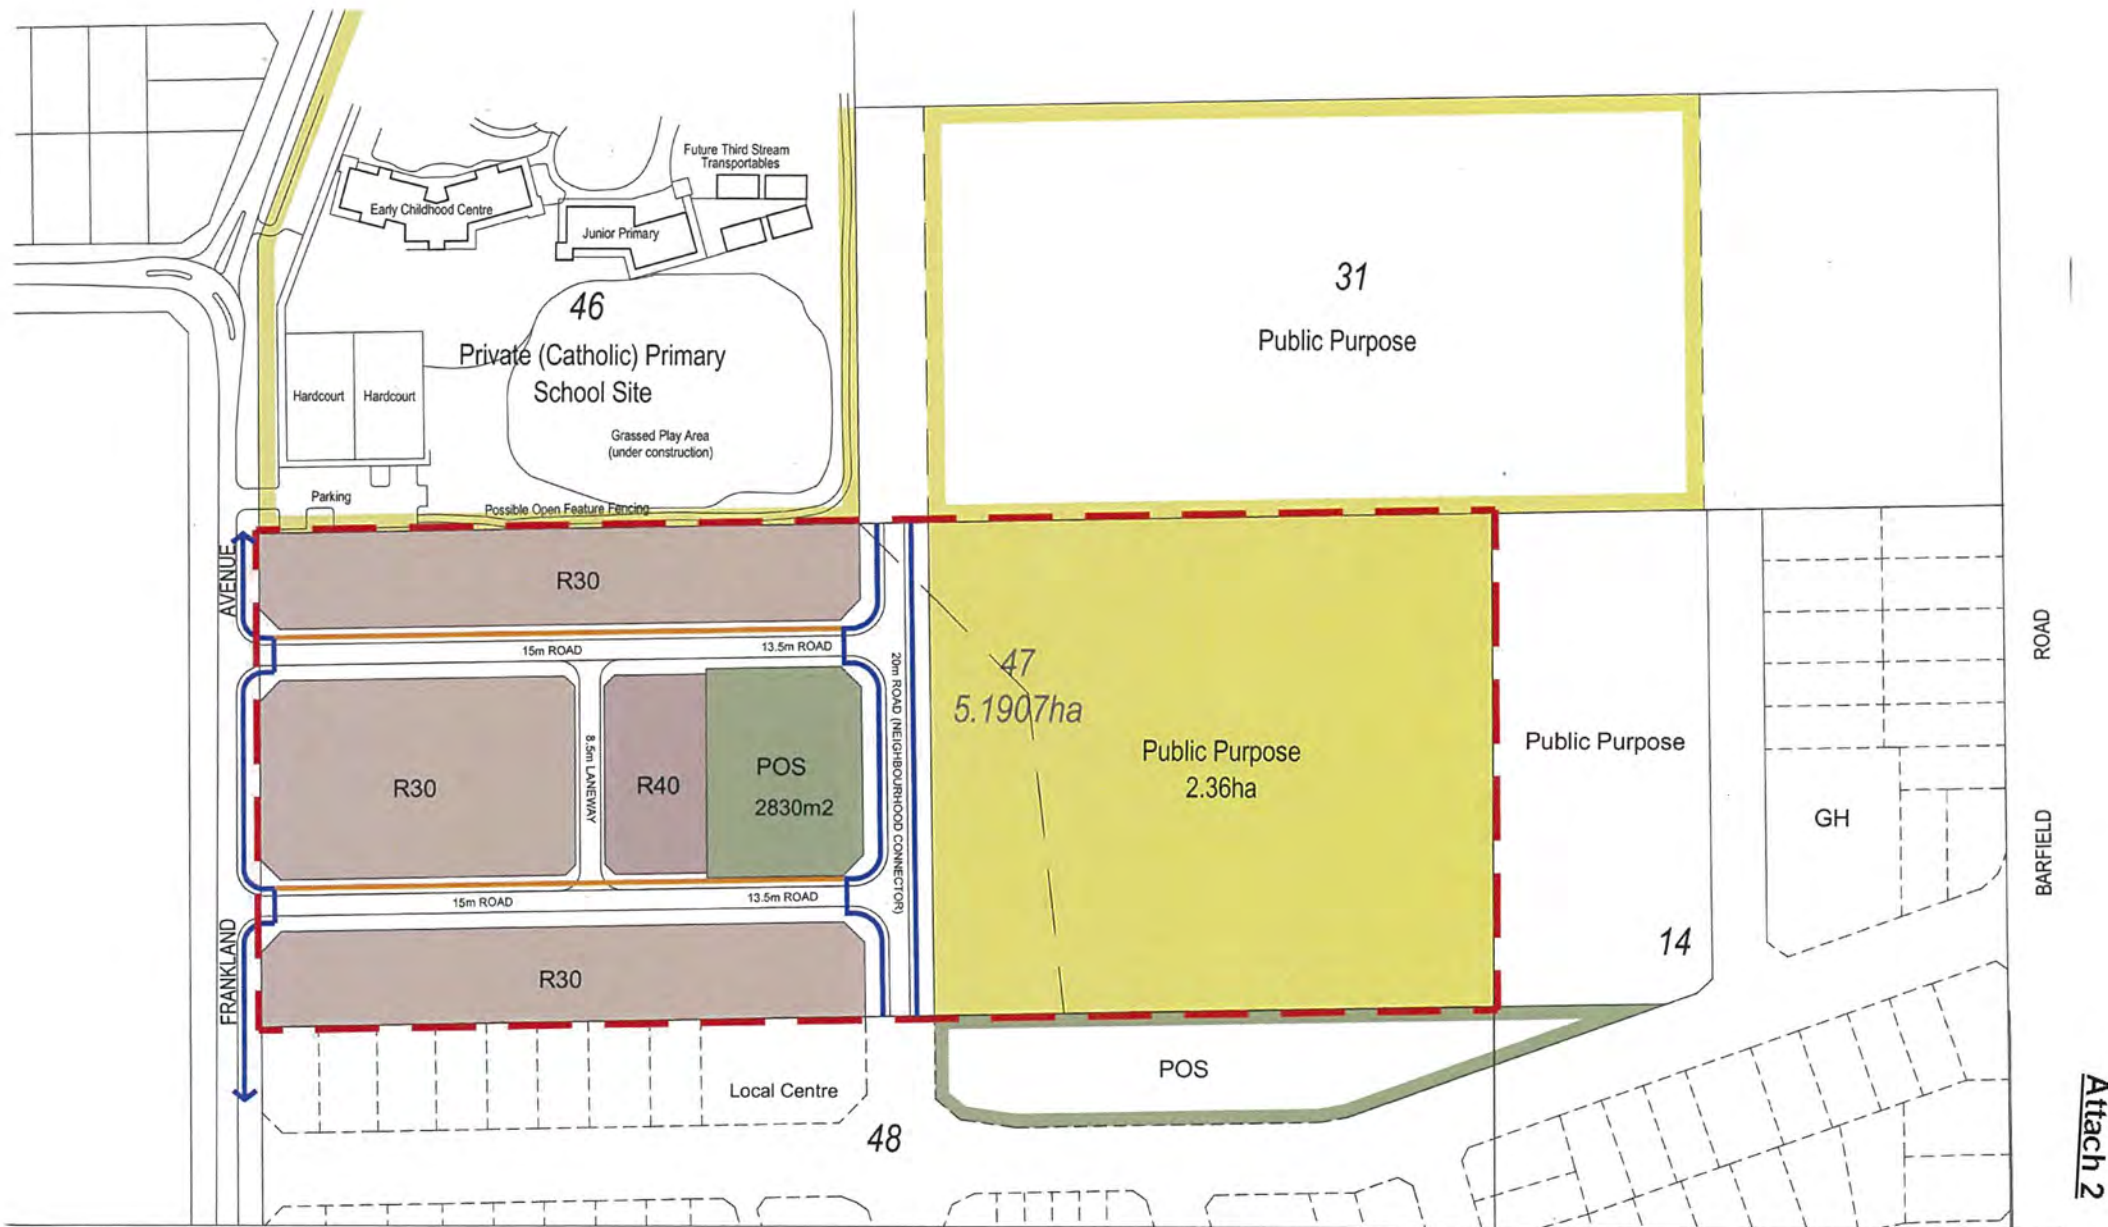 Future Third Stream
Transportables
Early Childhood Centre
Junior Primary
46
Private (Catholic) Primary
School Site
Hardcourt
Hardcourt
Grassed Play Area
(under construction)
Parking
Possible Open Feature Fencing
31
Public Purpose
AVENUE
R30
15m ROAD
13.5m ROAD
20m ROAD (NEIGHBOURHOOD CONNECTOR)
47
5.1907ha
Public Purpose
2.36ha
Public Purpose
ROAD
R30
8.5m LANEWAY
R40
POS
2830m2
GH
BARFIELD
15m ROAD
13.5m ROAD
FRANKLAND
R30
14
Local Centre
POS
48
Attach 2